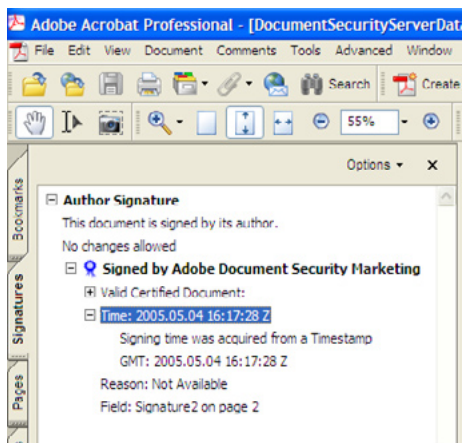 Adobe Acrobat Professional - [DocumentSecurityServerData
File Edit View Document Comments Tools Advanced Window
Search Create
55%
Options
Bookmarks
Signatures
Pages
Author Signature
This document is signed by its author.
No changes allowed
Signed by Adobe Document Security Marketing
Valid Certified Document:
Time: 2005.05.04 16:17:28 Z
Signing time was acquired from a Timestamp
GMT: 2005.05.04 16:17:28 Z
Reason: Not Available
Field: Signature2 on page 2